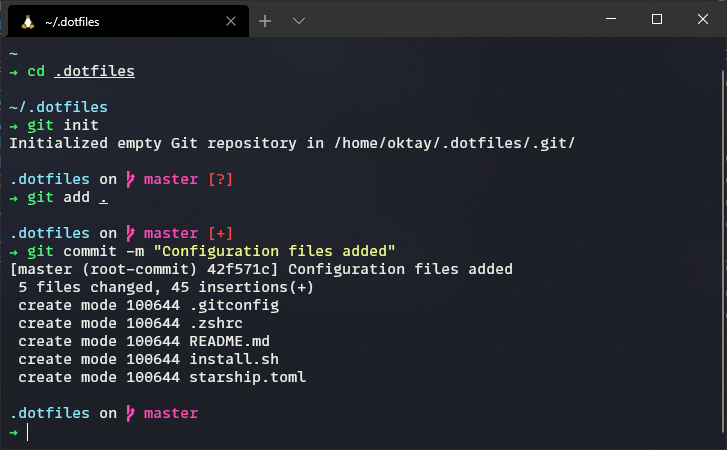 ~/.dotfiles
~
→ cd .dotfiles
~/.dotfiles
→ git init
Initialized empty Git repository in /home/oktay/.dotfiles/.git/
.dotfiles on master [?]
→ git add .
.dotfiles on master [+]
→ git commit -m "Configuration files added"
[master (root-commit) 42f571c] Configuration files added
5 files changed, 45 insertions(+)
create mode 100644 .gitconfig
create mode 100644 .zshrc
create mode 100644 README.md
create mode 100644 install.sh
create mode 100644 starship.toml
.dotfiles on master
→